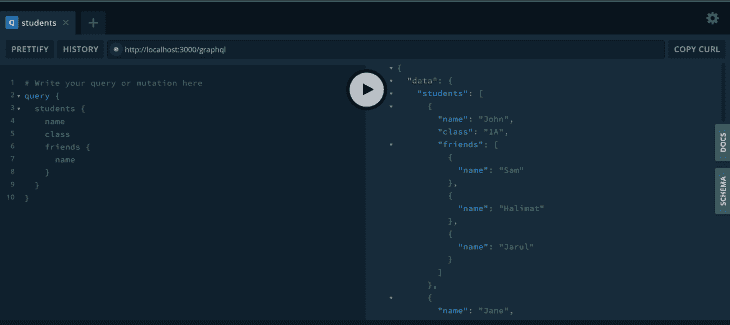 Q students ×
+
PRETTIFY HISTORY http://localhost:3000/graphql COPY CURL
1 # Write your query or mutation here
2 query {
3 students {
4 name
5 class
6 friends {
7 name
8 }
9 }
10 }
{
"data": {
"students": [
{
"name": "John",
"class": "1A",
"friends": [
{
"name": "Sam"
},
{
"name": "Halimat"
},
{
"name": "Jarul"
}
]
},
{
"name": "Jane",
DOCS
SCHEMA